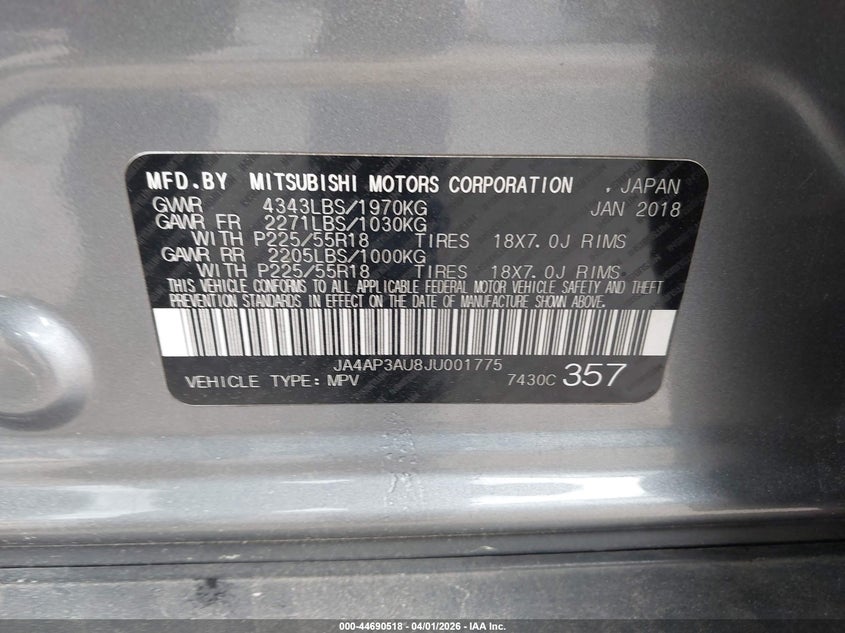 MFD.BY MITSUBISHI MOTORS CORPORATION , JAPAN
GVWR 4343LBS/1970KG JAN 2018
GAWR FR 2271LBS/1030KG
WITH P225/55R18 TIRES 18X7.0J RIMS
GAWR RR 2205LBS/1000KG
WITH P225/55R18 TIRES 18X7.0J RIMS
THIS VEHICLE CONFORMS TO ALL APPLICABLE FEDERAL MOTOR VEHICLE SAFETY AND THEFT
PREVENTION STANDARDS IN EFFECT ON THE DATE OF MANUFACTURE SHOWN ABOVE.
JA4AP3AU8JU001775
VEHICLE TYPE: MPV 7430C 357
000-44690518 | 04/01/2026 | IAA Inc.